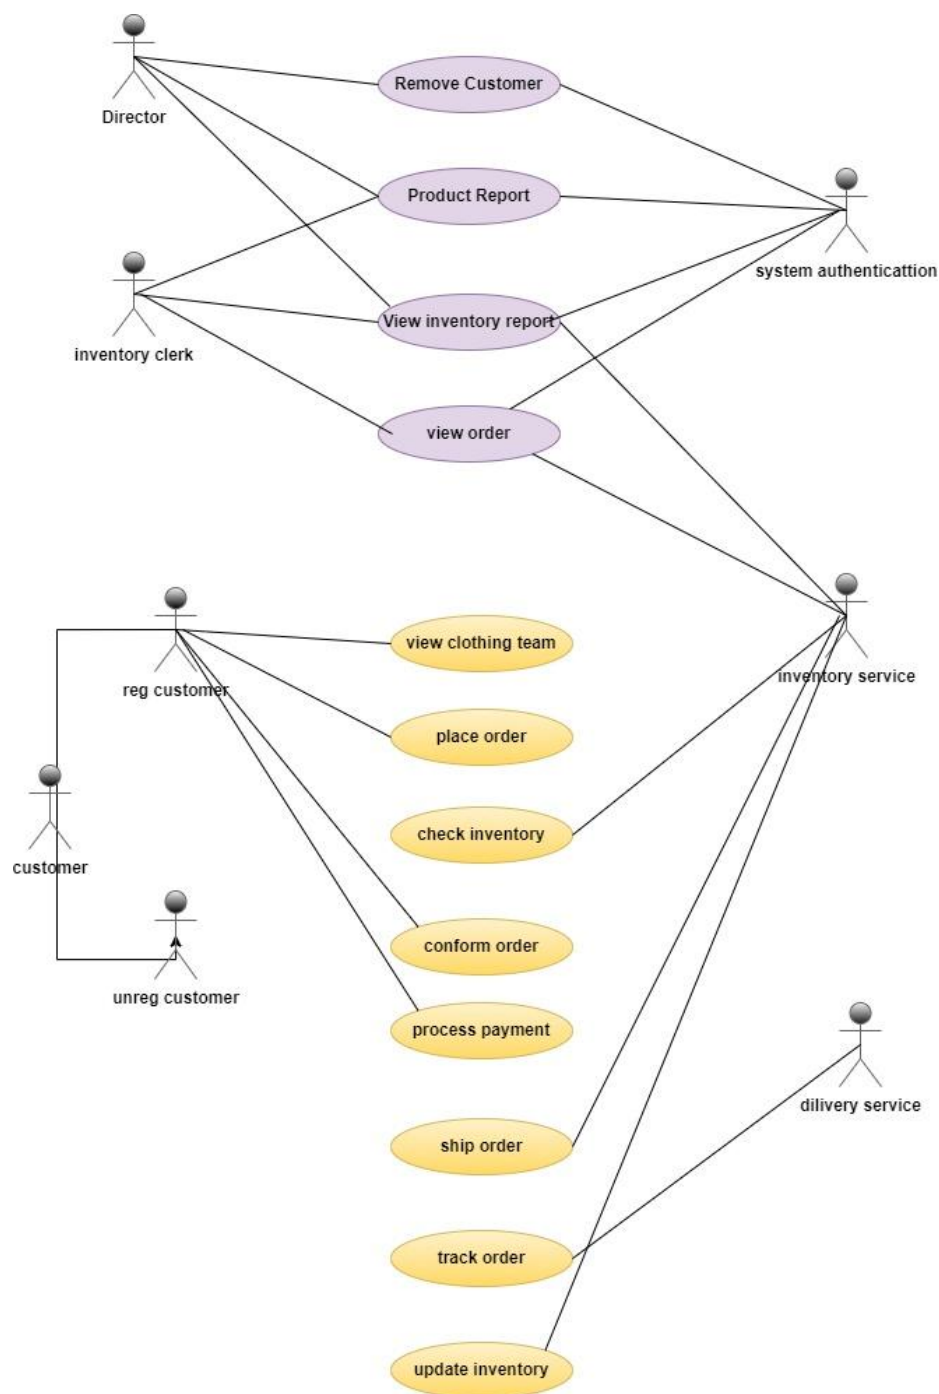 Remove Customer
Director
Product Report
system authenticattion
View inventory report
inventory clerk
view order
view clothing team
inventory service
reg customer
place order
check inventory
customer
conform order
unreg customer
process payment
dilivery service
ship order
track order
update inventory